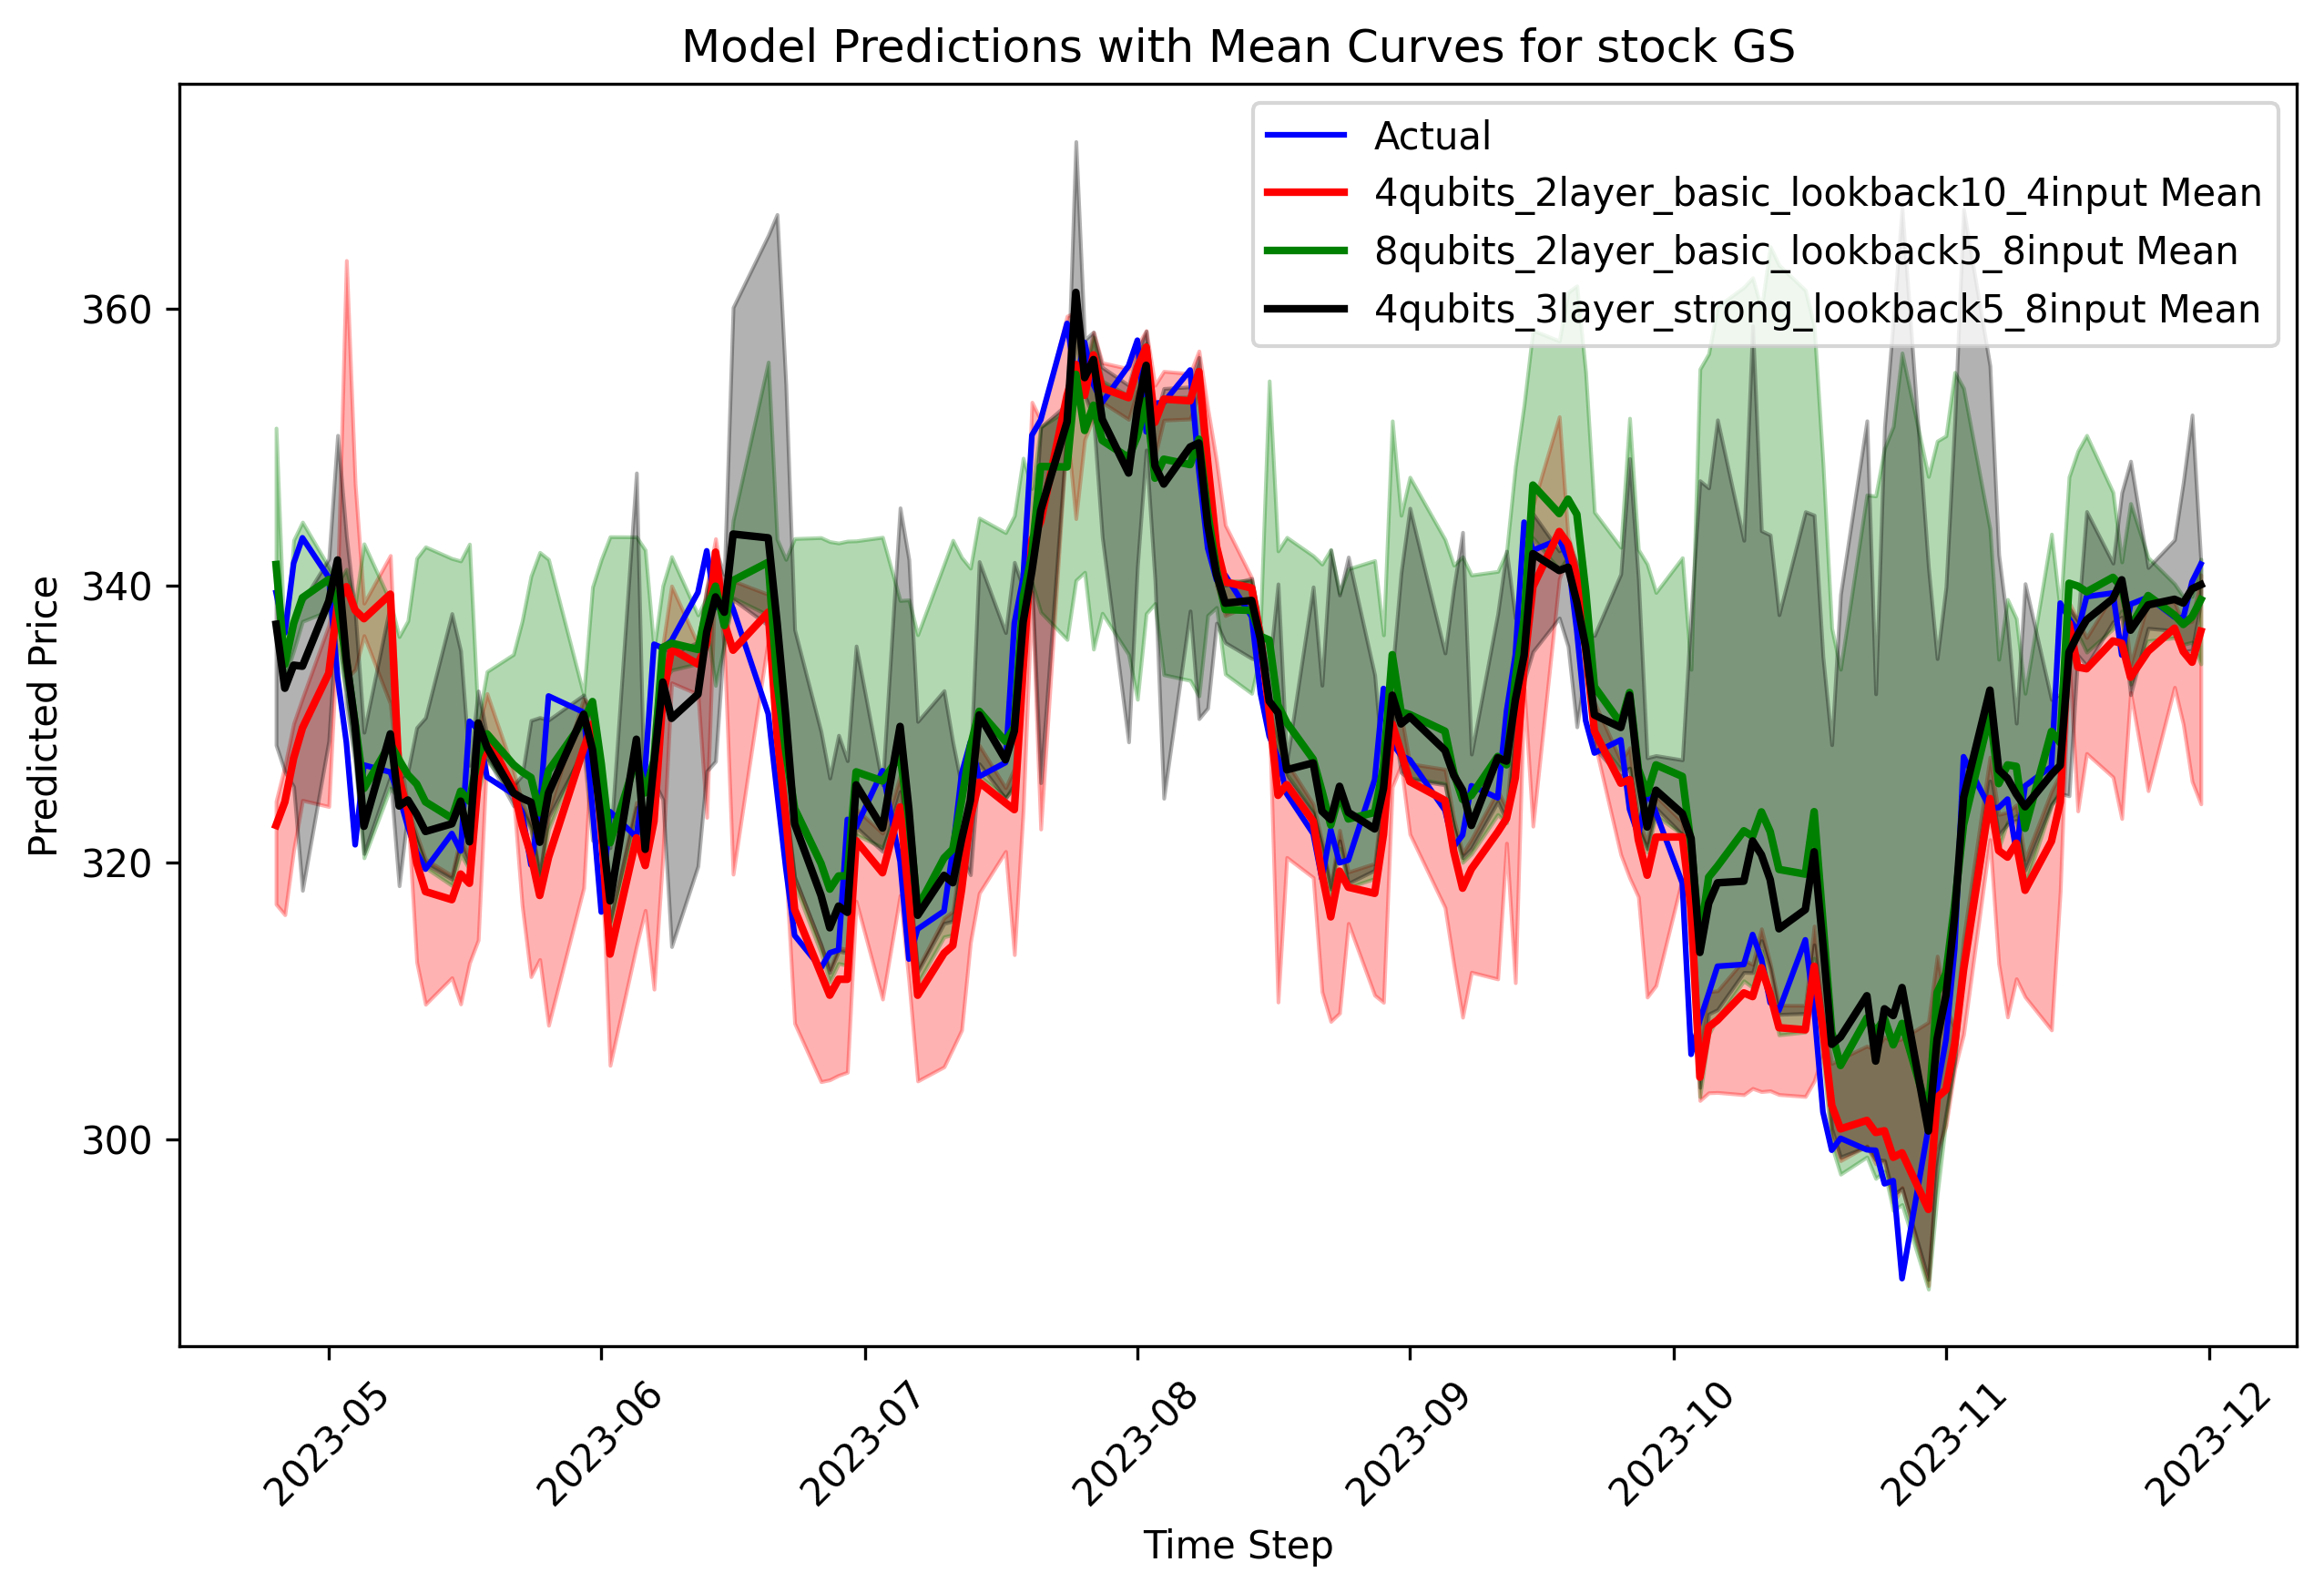 Model Predictions with Mean Curves for stock GS
Actual
4qubits_2layer_basic_lookback10_4input Mean
8qubits_2layer_basic_lookback5_8input Mean
4qubits_3layer_strong_lookback5_8input Mean
Predicted Price
360
340
320
300
2023-05
2023-06
2023-07
2023-08
2023-09
2023-10
2023-11
2023-12
Time Step